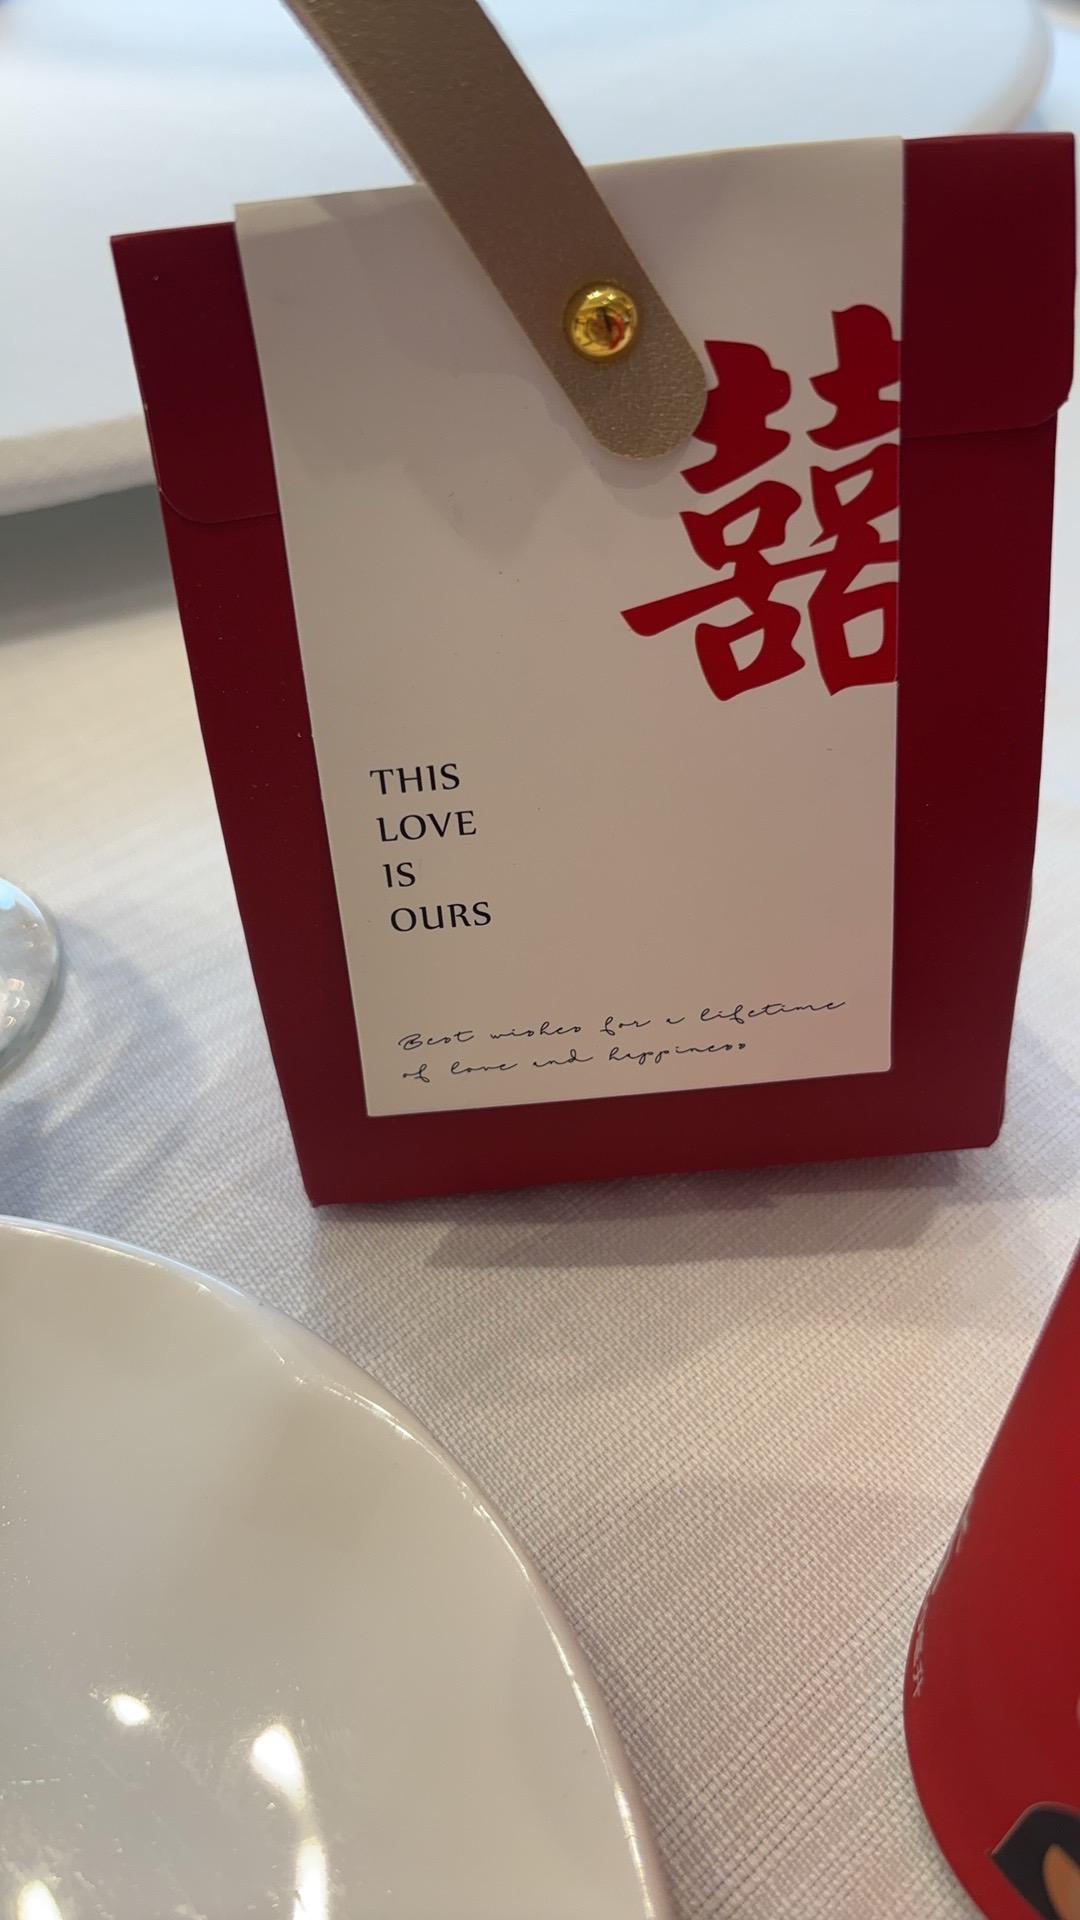 囍
THIS
LOVE
IS
OURS
Best wishes for a lifetime
of love and happiness